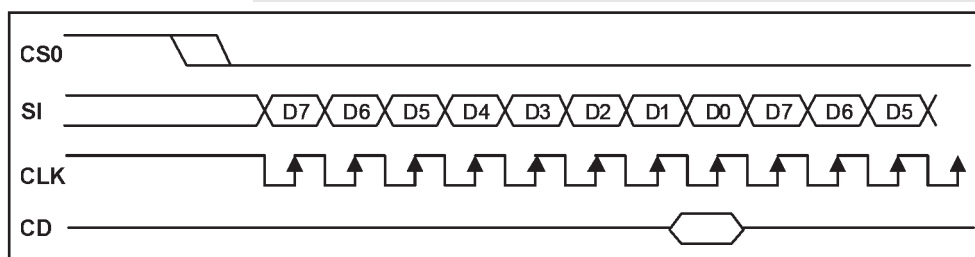 CS0
SI D7 D6 D5 D4 D3 D2 D1 D0 D7 D6 D5
CLK
CD